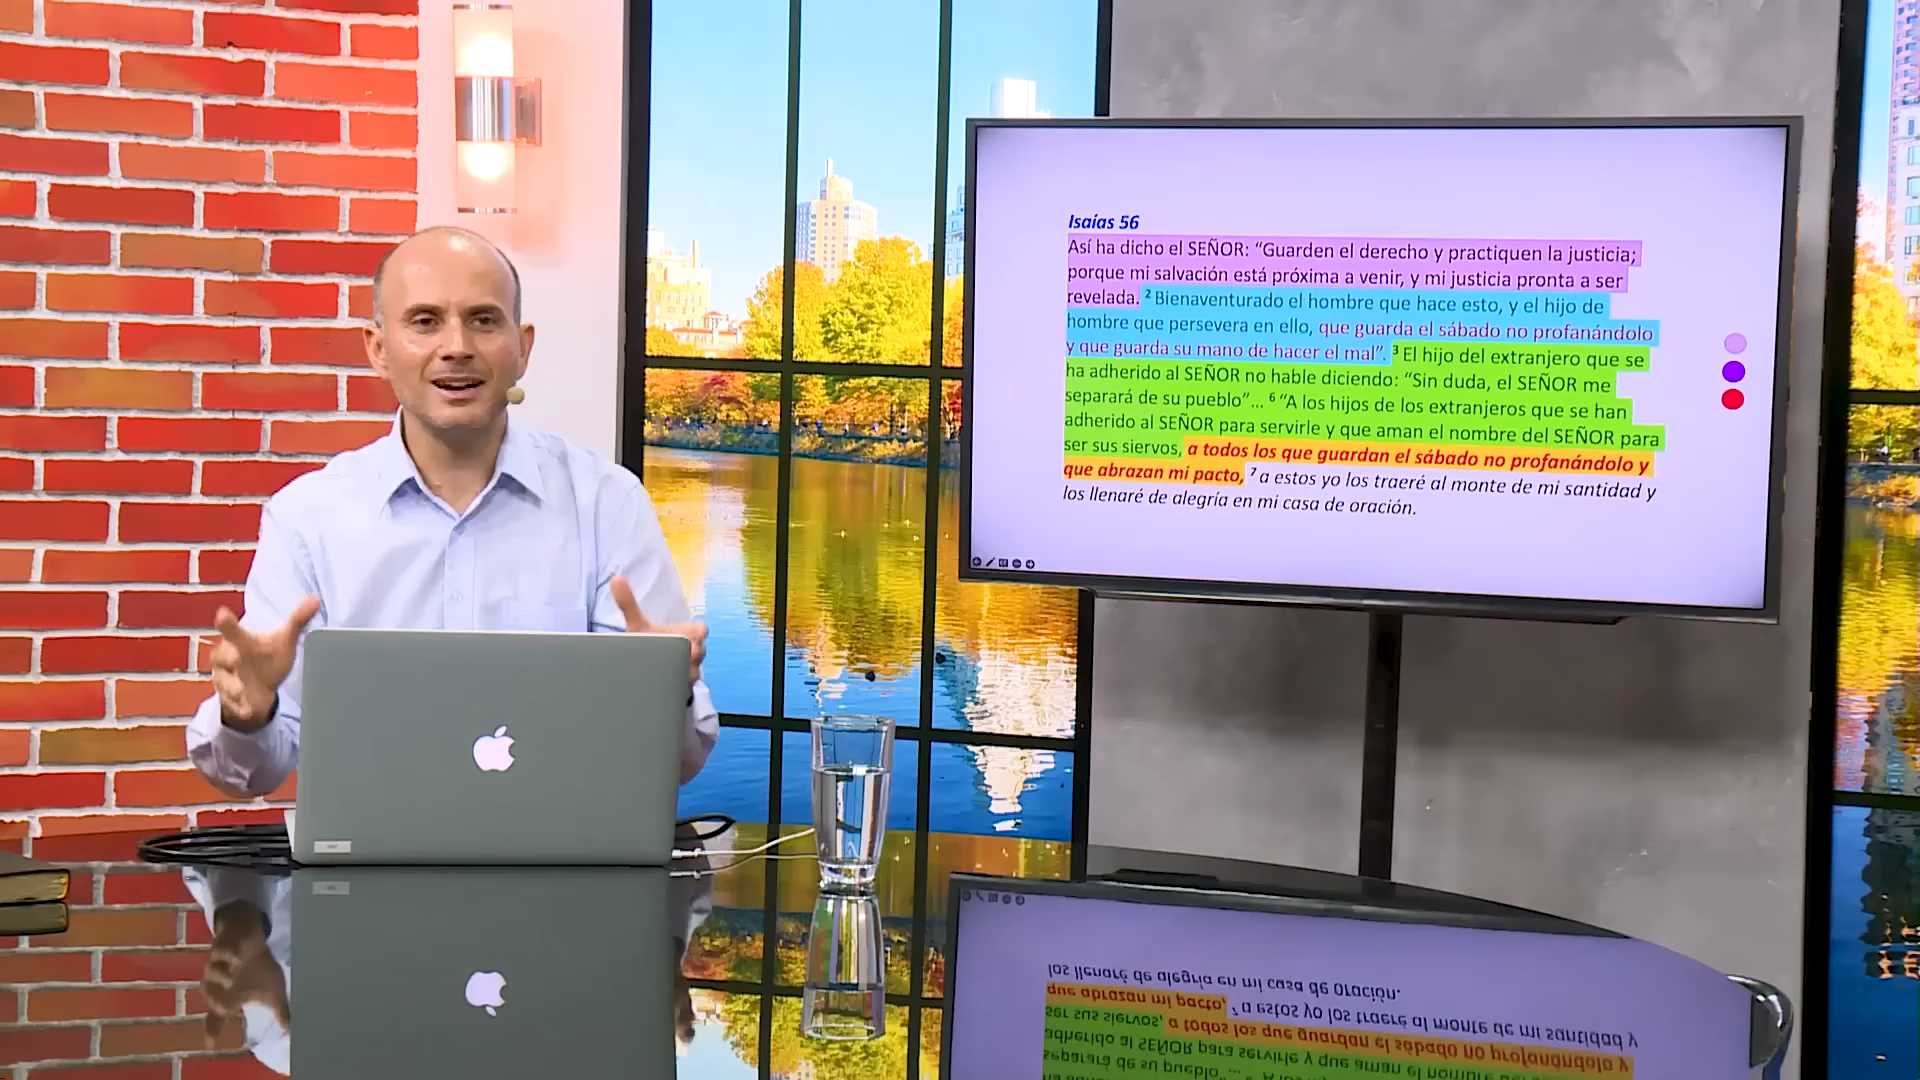 Isaías 56
Así ha dicho el SEÑOR: “Guarden el derecho y practiquen la justicia;
porque mi salvación está próxima a venir, y mi justicia pronta a ser
revelada. ² Bienaventurado el hombre que hace esto, y el hijo de
hombre que persevera en ello, que guarda el sábado no profanándolo
y que guarda su mano de hacer el mal”. ³ El hijo del extranjero que se
ha adherido al SEÑOR no hable diciendo: “Sin duda, el SEÑOR me
separará de su pueblo”... ⁶ “A los hijos de los extranjeros que se han
adherido al SEÑOR para servirle y que aman el nombre del SEÑOR para
ser sus siervos, a todos los que guardan el sábado no profanándolo y
que abrazan mi pacto, ⁷ a estos yo los traeré al monte de mi santidad y
los llenaré de alegría en mi casa de oración.